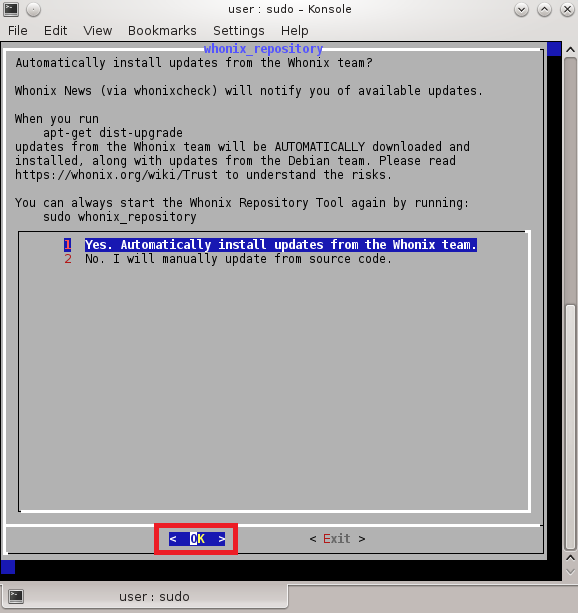 user : sudo – Konsole
File Edit View Bookmarks Settings Help
whonix_repository
Automatically install updates from the Whonix team?
Whonix News (via whonixcheck) will notify you of available updates.
When you run
apt-get dist-upgrade
updates from the Whonix team will be AUTOMATICALLY downloaded and
installed, along with updates from the Debian team. Please read
https://whonix.org/wiki/Trust to understand the risks.
You can always start the Whonix Repository Tool again by running:
sudo whonix_repository
1 Yes. Automatically install updates from the Whonix team.
2 No. I will manually update from source code.
< OK > < Exit >
user : sudo